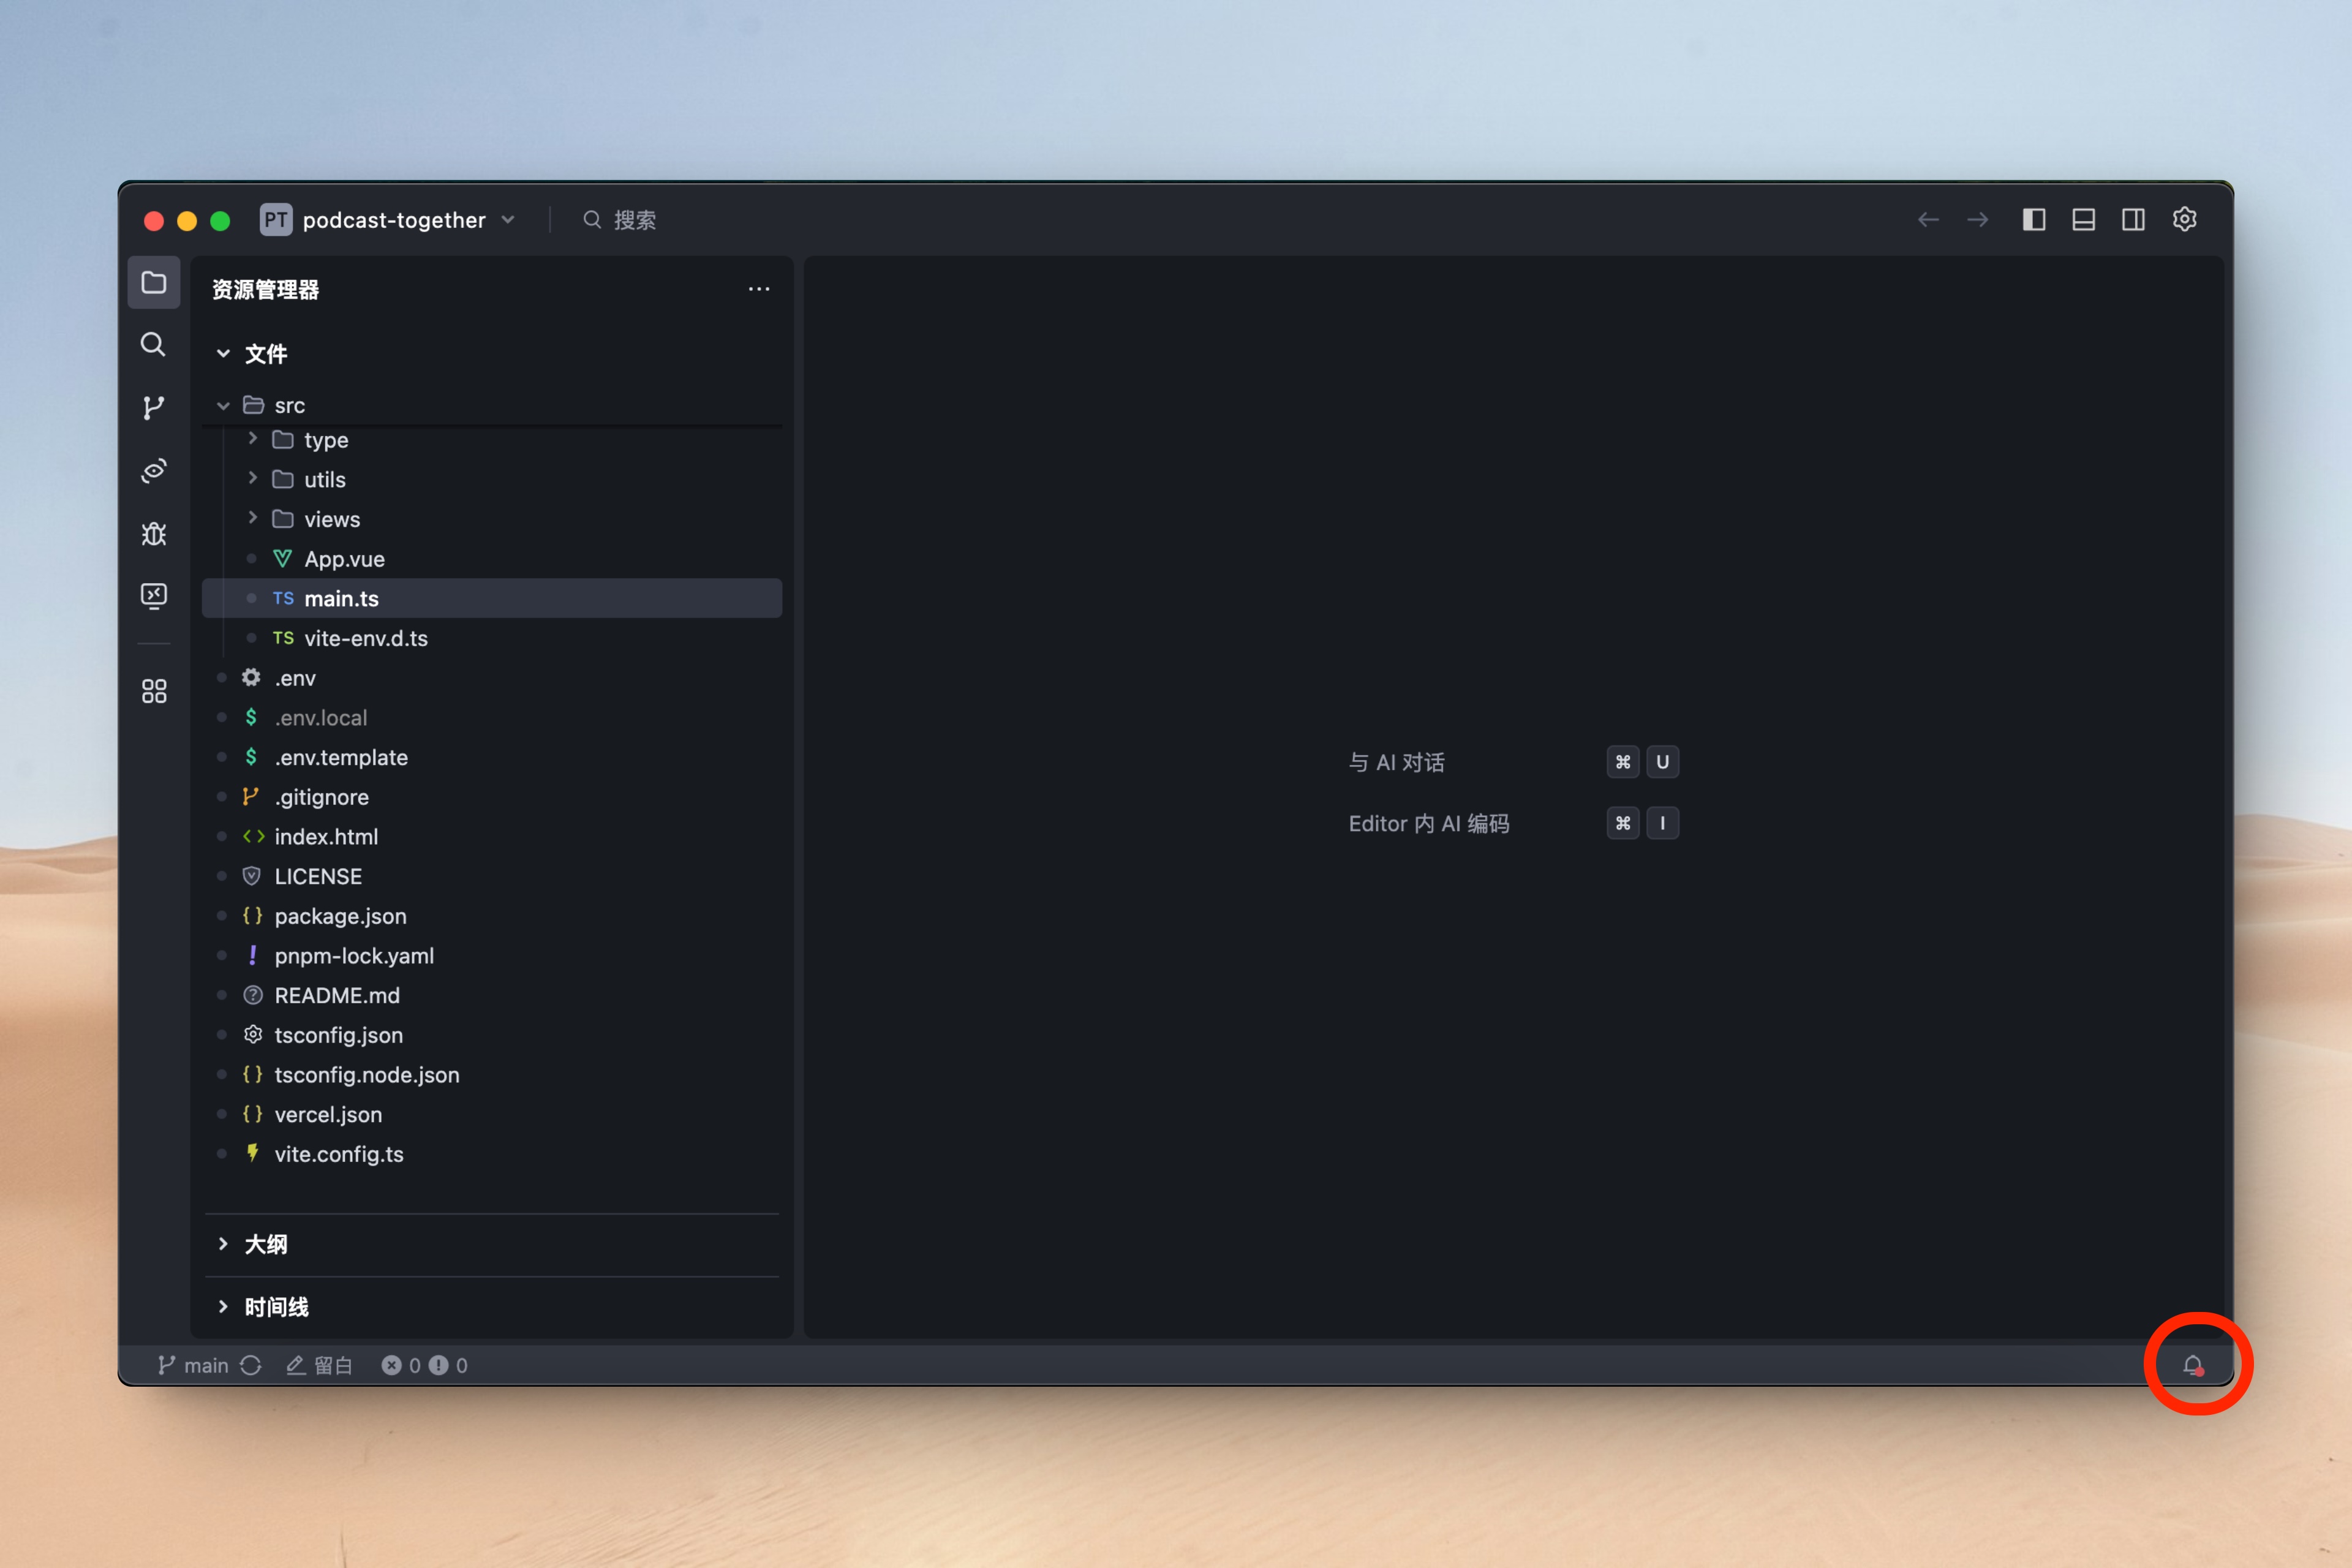 PT podcast-together 搜索
资源管理器
文件
src
type
utils
views
App.vue
TS main.ts
TS vite-env.d.ts
.env
$ .env.local
$ .env.template
.gitignore
<> index.html
LICENSE
{} package.json
! pnpm-lock.yaml
? README.md
tsconfig.json
{} tsconfig.node.json
{} vercel.json
vite.config.ts
大纲
时间线
与 AI 对话 ⌘ U
Editor 内 AI 编码 ⌘ I
main 留白 0 0